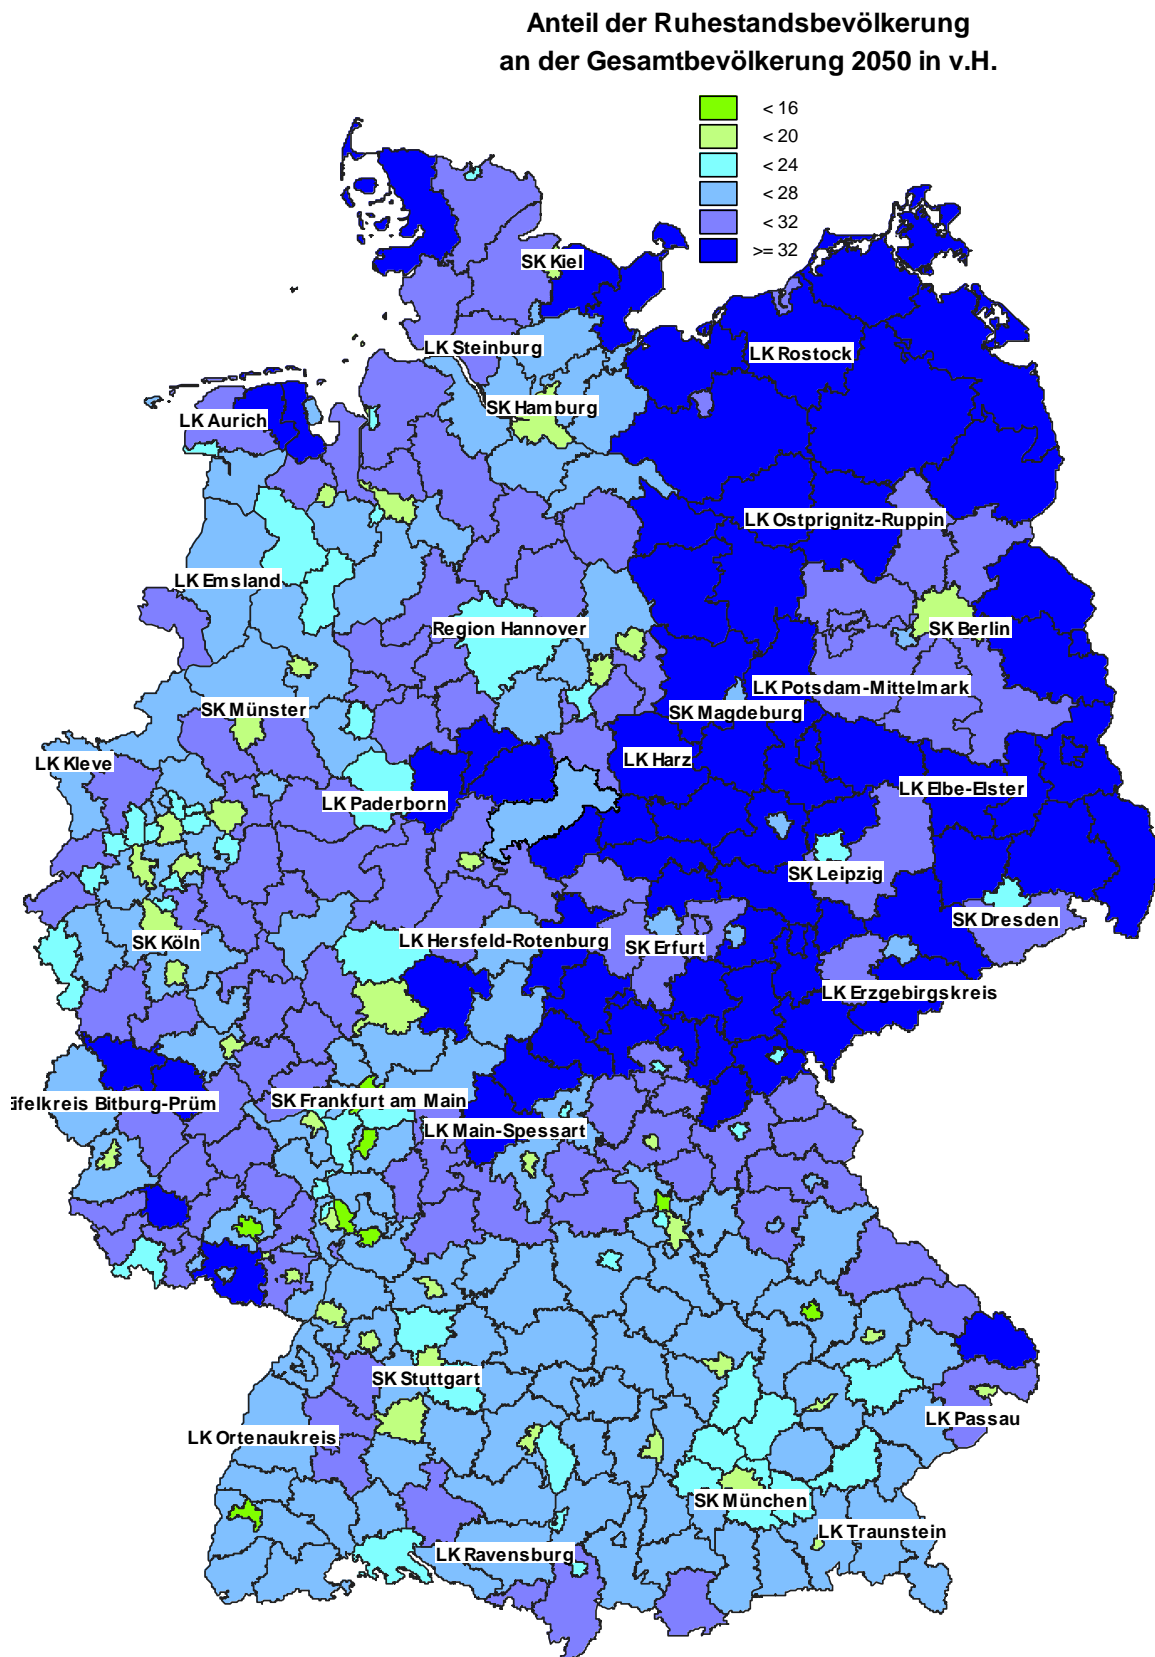 Anteil der Ruhestandsbevölkerung
an der Gesamtbevölkerung 2050 in v.H.
< 16
< 20
< 24
< 28
< 32
>= 32
SK Kiel
LK Steinburg
LK Rostock
SK Hamburg
LK Aurich
LK Ostprignitz-Ruppin
LK Emsland
Region Hannover
SK Berlin
LK Potsdam-Mittelmark
SK Münster
SK Magdeburg
LK Kleve
LK Harz
LK Elbe-Elster
LK Paderborn
SK Leipzig
SK Dresden
SK Köln
LK Hersfeld-Rotenburg
SK Erfurt
LK Erzgebirgskreis
ifelkreis Bitburg-Prüm
SK Frankfurt am Main
LK Main-Spessart
SK Stuttgart
LK Passau
LK Ortenaukreis
SK München
LK Traunstein
LK Ravensburg